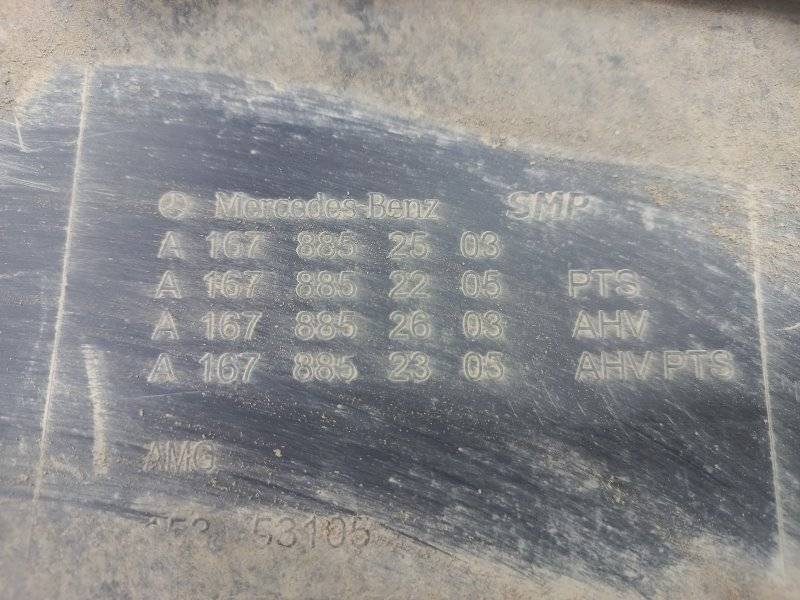 Mercedes-Benz SMP
A 167 885 25 03
A 167 885 22 05 PTS
A 167 885 26 03 AHV
A 167 885 23 05 AHV PTS
AMG
53105